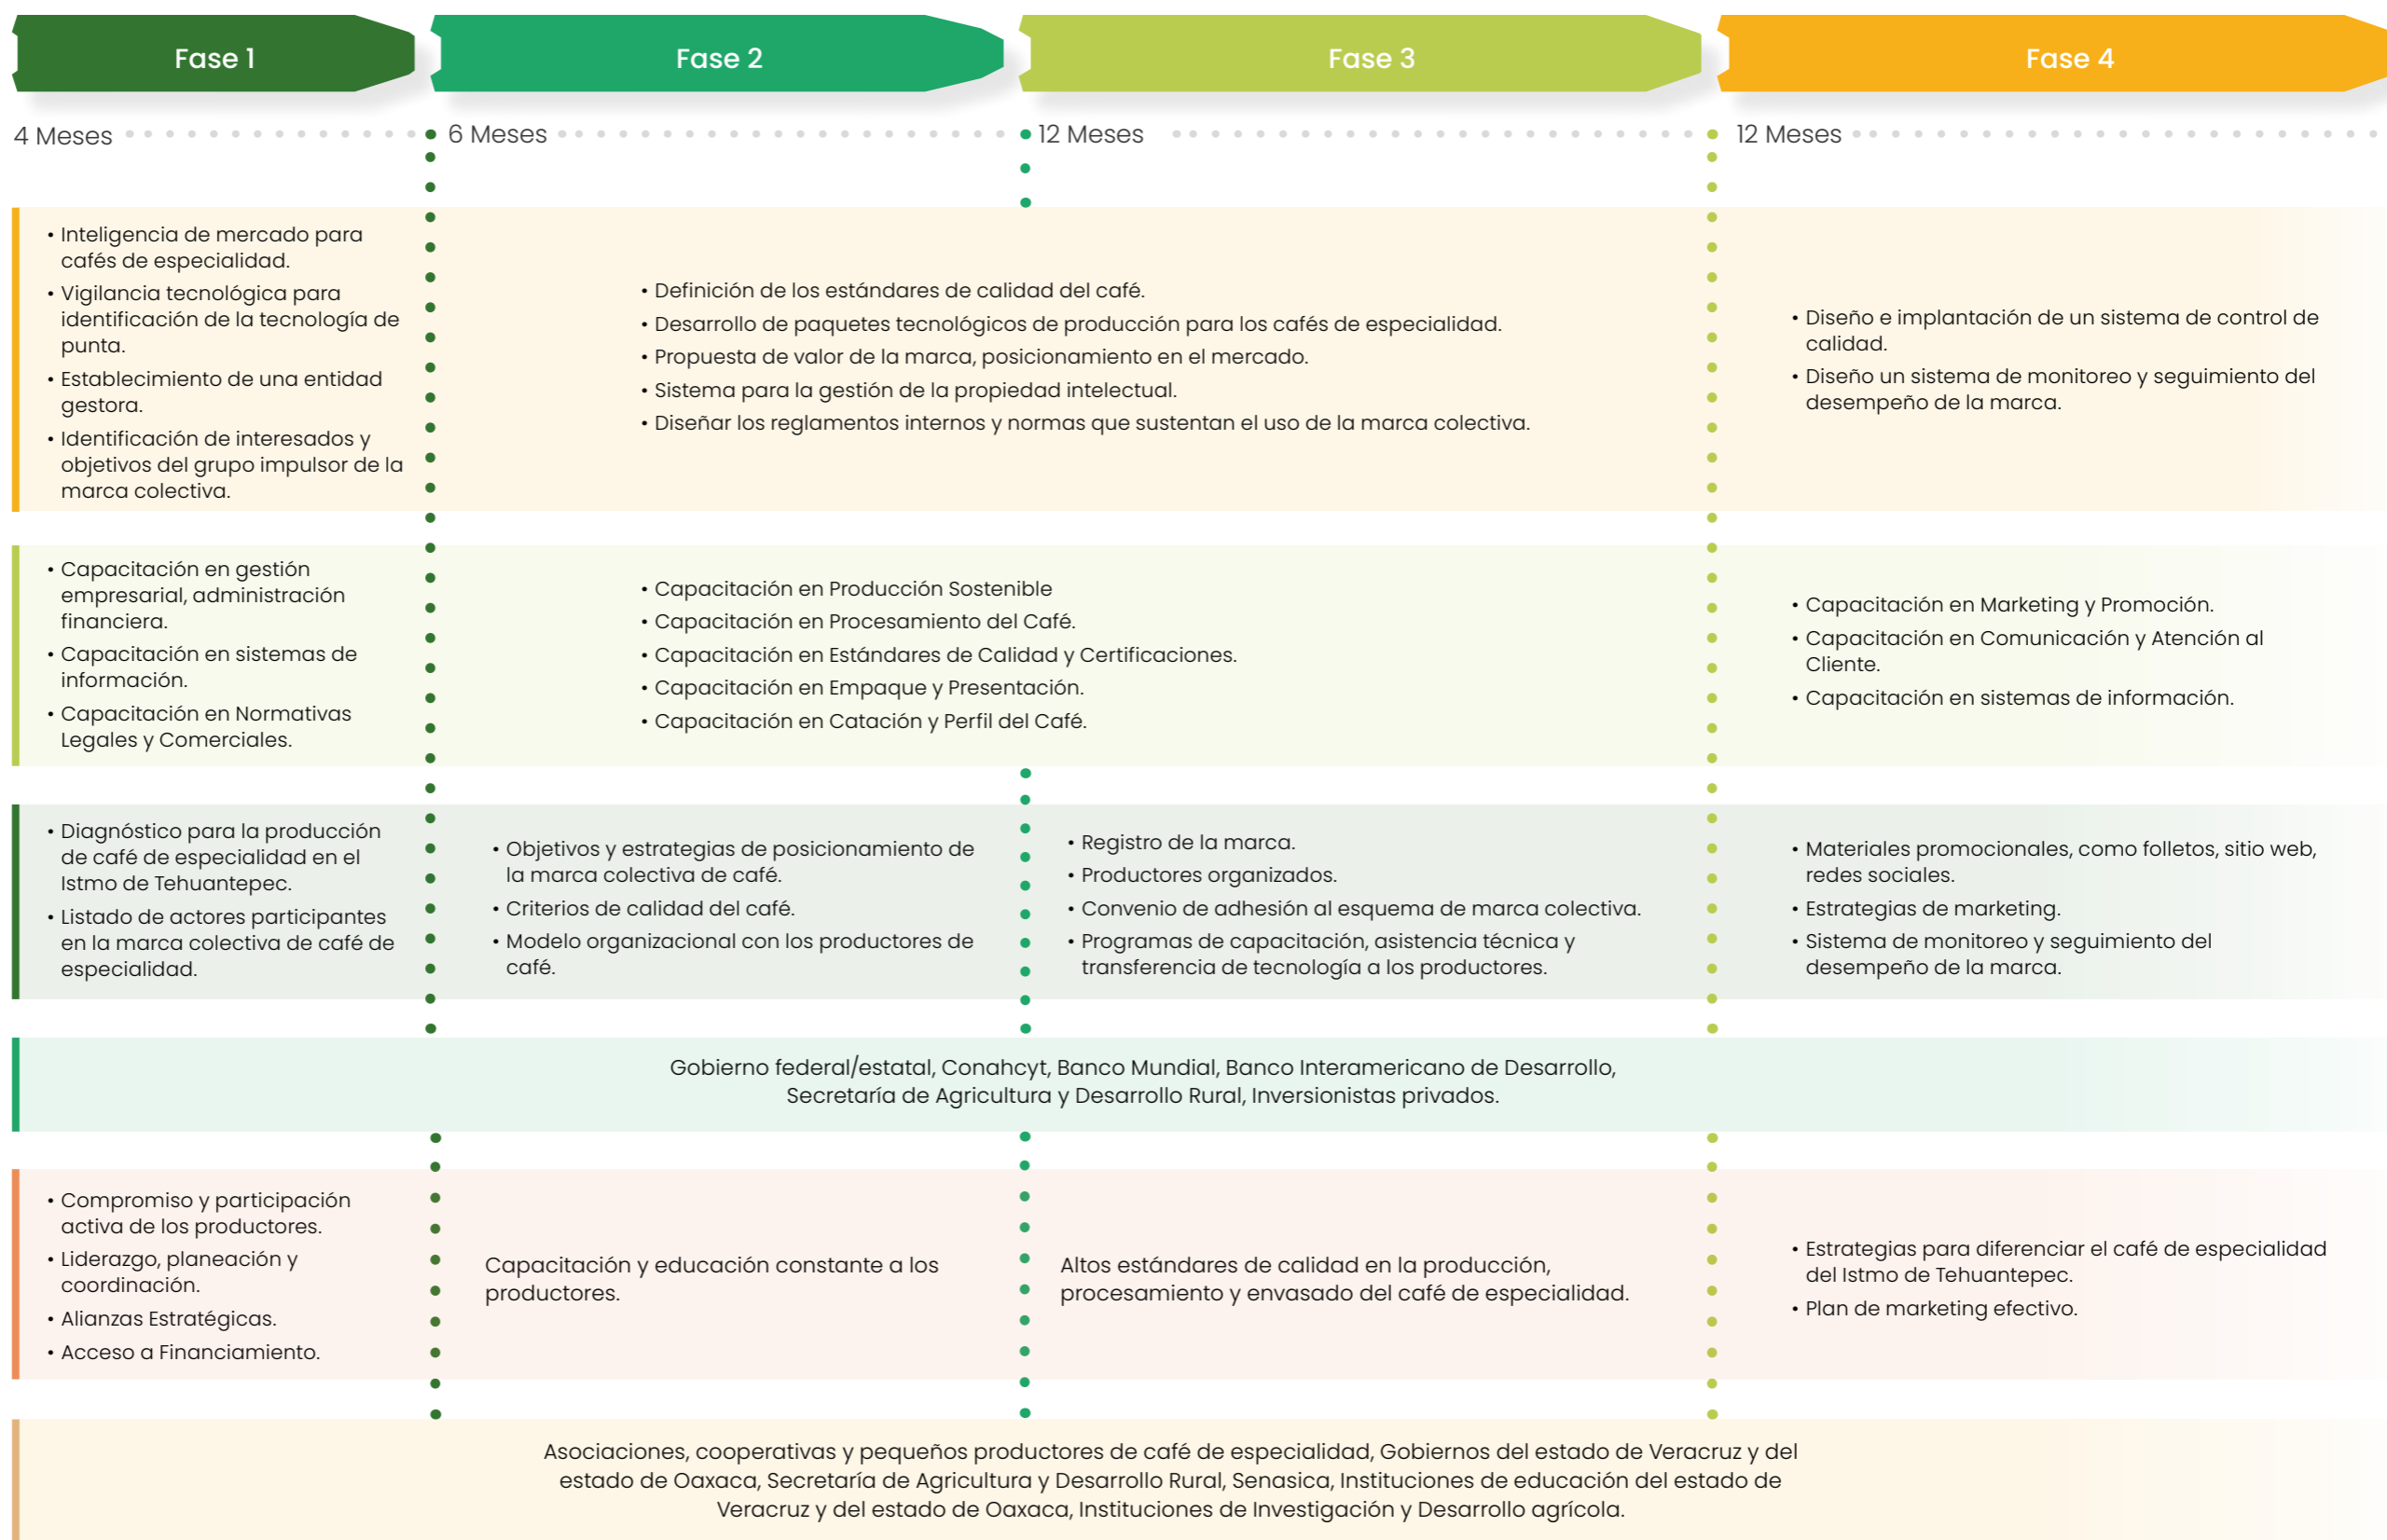 Fase 1
Fase 2
Fase 3
Fase 4
4 Meses
6 Meses
12 Meses
12 Meses
• Inteligencia de mercado para
cafés de especialidad.
• Vigilancia tecnológica para
identificación de la tecnología de
punta.
• Establecimiento de una entidad
gestora.
• Identificación de interesados y
objetivos del grupo impulsor de la
marca colectiva.
• Definición de los estándares de calidad del café.
• Desarrollo de paquetes tecnológicos de producción para los cafés de especialidad.
• Propuesta de valor de la marca, posicionamiento en el mercado.
• Sistema para la gestión de la propiedad intelectual.
• Diseñar los reglamentos internos y normas que sustentan el uso de la marca colectiva.
• Diseño e implantación de un sistema de control de
calidad.
• Diseño un sistema de monitoreo y seguimiento del
desempeño de la marca.
• Capacitación en gestión
empresarial, administración
financiera.
• Capacitación en sistemas de
información.
• Capacitación en Normativas
Legales y Comerciales.
• Capacitación en Producción Sostenible
• Capacitación en Procesamiento del Café.
• Capacitación en Estándares de Calidad y Certificaciones.
• Capacitación en Empaque y Presentación.
• Capacitación en Catación y Perfil del Café.
• Capacitación en Marketing y Promoción.
• Capacitación en Comunicación y Atención al
Cliente.
• Capacitación en sistemas de información.
• Diagnóstico para la producción
de café de especialidad en el
Istmo de Tehuantepec.
• Listado de actores participantes
en la marca colectiva de café de
especialidad.
• Objetivos y estrategias de posicionamiento de
la marca colectiva de café.
• Criterios de calidad del café.
• Modelo organizacional con los productores de
café.
• Registro de la marca.
• Productores organizados.
• Convenio de adhesión al esquema de marca colectiva.
• Programas de capacitación, asistencia técnica y
transferencia de tecnología a los productores.
• Materiales promocionales, como folletos, sitio web,
redes sociales.
• Estrategias de marketing.
• Sistema de monitoreo y seguimiento del
desempeño de la marca.
Gobierno federal/estatal, Conahcyt, Banco Mundial, Banco Interamericano de Desarrollo,
Secretaría de Agricultura y Desarrollo Rural, Inversionistas privados.
• Compromiso y participación
activa de los productores.
• Liderazgo, planeación y
coordinación.
• Alianzas Estratégicas.
• Acceso a Financiamiento.
Capacitación y educación constante a los
productores.
Altos estándares de calidad en la producción,
procesamiento y envasado del café de especialidad.
• Estrategias para diferenciar el café de especialidad
del Istmo de Tehuantepec.
• Plan de marketing efectivo.
Asociaciones, cooperativas y pequeños productores de café de especialidad, Gobiernos del estado de Veracruz y del
estado de Oaxaca, Secretaría de Agricultura y Desarrollo Rural, Senasica, Instituciones de educación del estado de
Veracruz y del estado de Oaxaca, Instituciones de Investigación y Desarrollo agrícola.